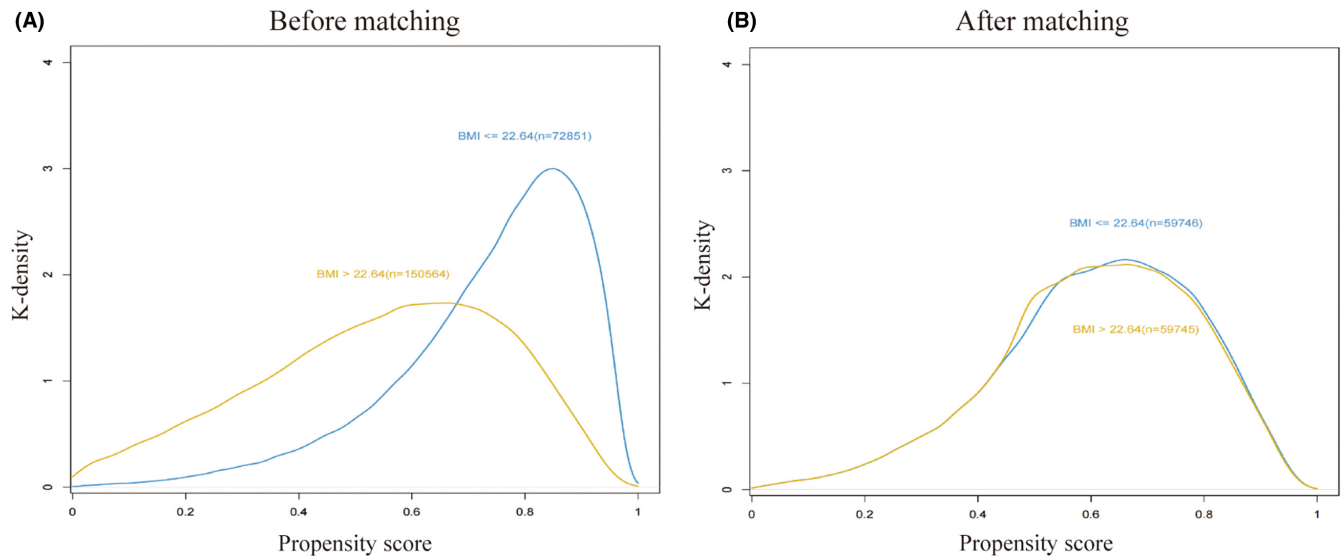 (A)
Before matching
4
3
2
1
0
K-density
BMI <= 22.64(n=72851)
BMI > 22.64(n=150564)
0 0.2 0.4 0.6 0.8 1
Propensity score
(B)
After matching
4
3
2
1
0
K-density
BMI <= 22.64(n=59746)
BMI > 22.64(n=59745)
0 0.2 0.4 0.6 0.8 1
Propensity score